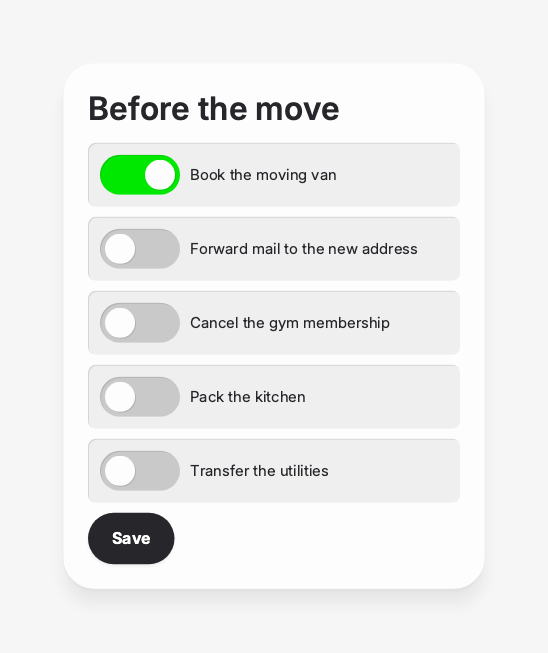 Before the move
Book the moving van
Forward mail to the new address
Cancel the gym membership
Pack the kitchen
Transfer the utilities
Save